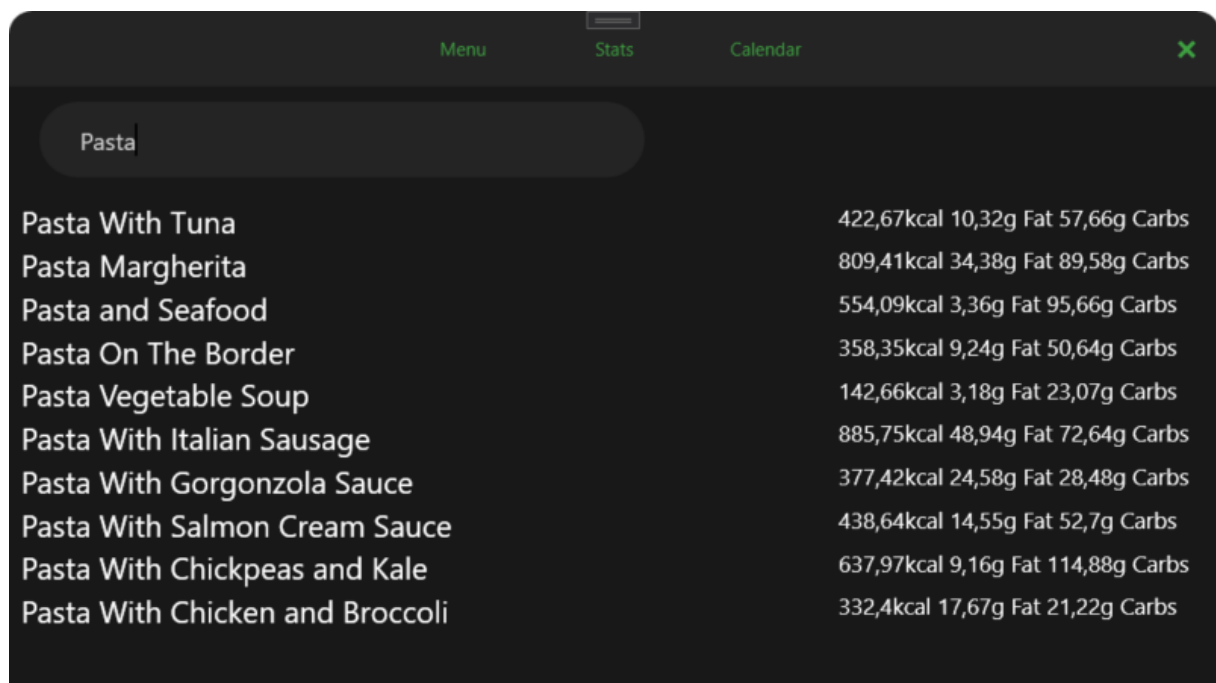 Menu Stats Calendar ×
Pasta
Pasta With Tuna 422,67kcal 10,32g Fat 57,66g Carbs
Pasta Margherita 809,41kcal 34,38g Fat 89,58g Carbs
Pasta and Seafood 554,09kcal 3,36g Fat 95,66g Carbs
Pasta On The Border 358,35kcal 9,24g Fat 50,64g Carbs
Pasta Vegetable Soup 142,66kcal 3,18g Fat 23,07g Carbs
Pasta With Italian Sausage 885,75kcal 48,94g Fat 72,64g Carbs
Pasta With Gorgonzola Sauce 377,42kcal 24,58g Fat 28,48g Carbs
Pasta With Salmon Cream Sauce 438,64kcal 14,55g Fat 52,7g Carbs
Pasta With Chickpeas and Kale 637,97kcal 9,16g Fat 114,88g Carbs
Pasta With Chicken and Broccoli 332,4kcal 17,67g Fat 21,22g Carbs